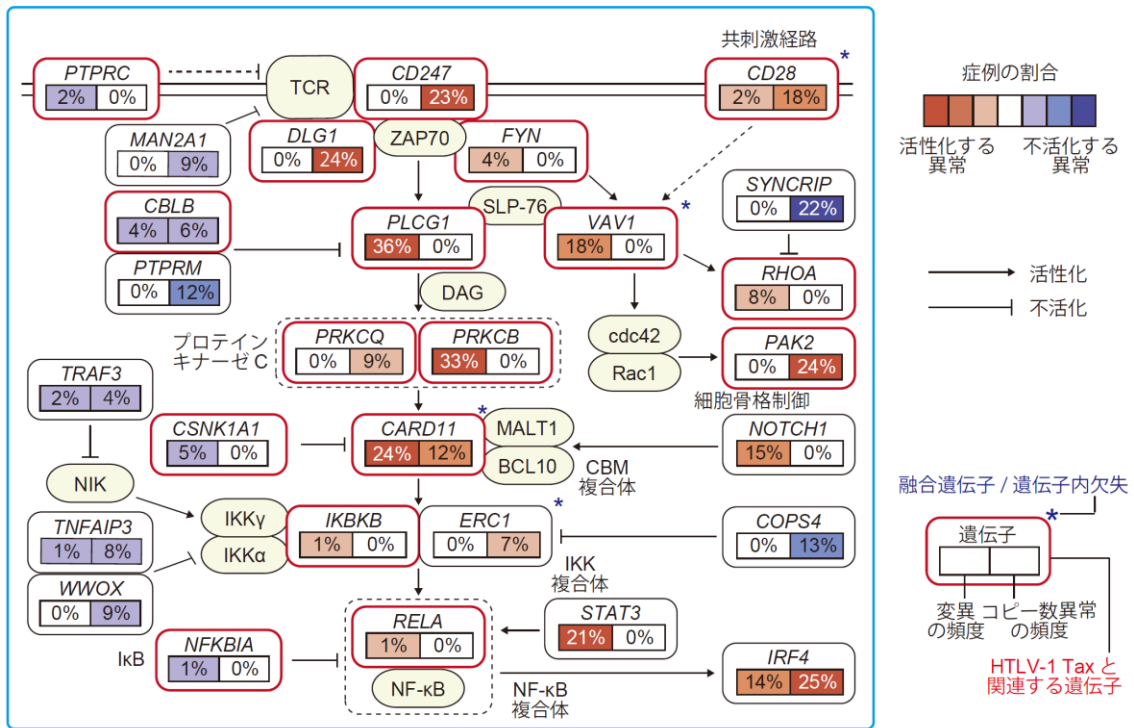 共刺激経路
*
PTPRC
2% 0%
TCR
CD247
0% 23%
CD28
2% 18%
MAN2A1
0% 9%
DLG1
0% 24%
ZAP70
FYN
4% 0%
SYNCRIP
0% 22%
CBLB
4% 6%
PLCG1
36% 0%
SLP-76
VAV1
18% 0%
*
PTPRM
0% 12%
RHOA
8% 0%
DAG
プロテイン
キナーゼ C
PRKCQ
0% 9%
PRKCB
33% 0%
cdc42
Rac1
PAK2
0% 24%
細胞骨格制御
TRAF3
2% 4%
CSNK1A1
5% 0%
CARD11
24% 12%
*
MALT1
BCL10
CBM
複合体
NOTCH1
15% 0%
NIK
TNFAIP3
1% 8%
IKKγ
IKKα
IKBKB
1% 0%
ERC1
0% 7%
*
IKK
複合体
COPS4
0% 13%
WWOX
0% 9%
RELA
1% 0%
STAT3
21% 0%
IκB
NFKBIA
1% 0%
NF-κB
NF-κB
複合体
IRF4
14% 25%
症例の割合
活性化する
異常
不活化する
異常
活性化
不活化
融合遺伝子 / 遺伝子内欠失
*
遺伝子
変異
の頻度
コピー数異常
の頻度
HTLV-1 Tax と
関連する遺伝子